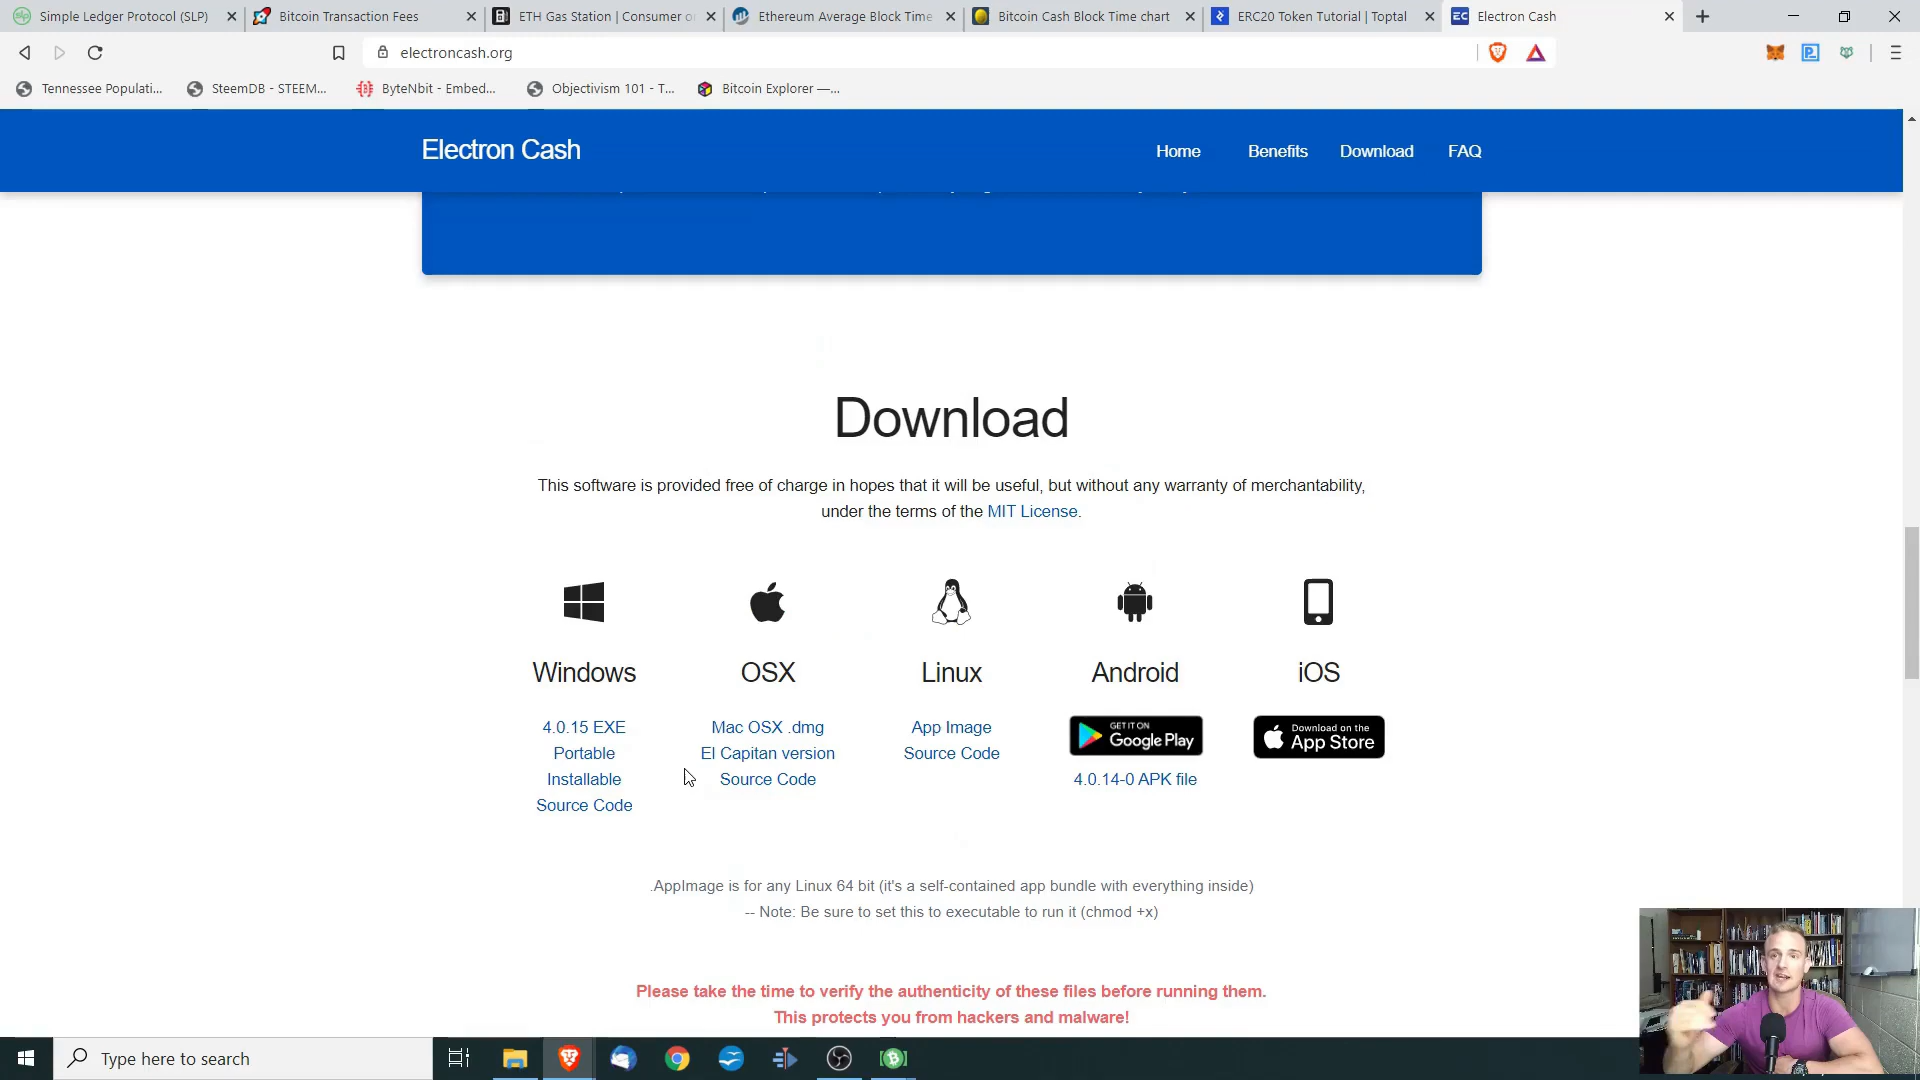 Simple Ledger Protocol (SLP)
Bitcoin Transaction Fees
ETH Gas Station | Consumer o
Ethereum Average Block Time
Bitcoin Cash Block Time chart
ERC20 Token Tutorial | Toptal
EC
Electron Cash
electroncash.org
Tennessee Populati...
SteemDB - STEEM...
ByteNbit - Embed...
Objectivism 101 - T...
Bitcoin Explorer —...
Electron Cash
Home
Benefits
Download
FAQ
Download
This software is provided free of charge in hopes that it will be useful, but without any warranty of merchantability,
under the terms of the MIT License.
Windows
4.0.15 EXE
Portable
Installable
Source Code
OSX
Mac OSX .dmg
El Capitan version
Source Code
Linux
App Image
Source Code
Android
GET IT ON
Google Play
4.0.14-0 APK file
iOS
Download on the
App Store
.AppImage is for any Linux 64 bit (it's a self-contained app bundle with everything inside)
-- Note: Be sure to set this to executable to run it (chmod +x)
Please take the time to verify the authenticity of these files before running them.
This protects you from hackers and malware!
Type here to search